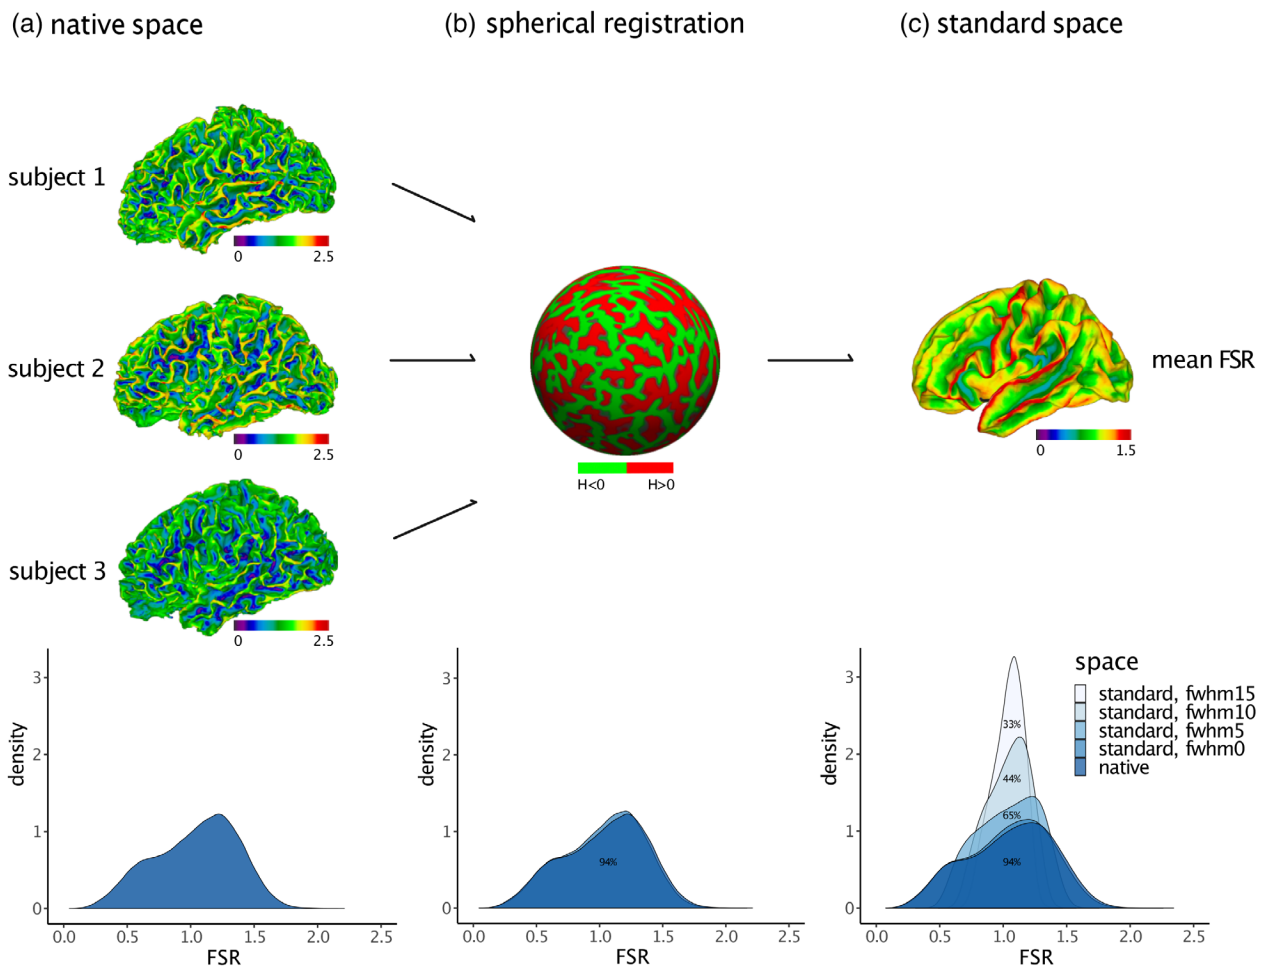 (a) native space
(b) spherical registration
(c) standard space
subject 1
0 2.5
subject 2
0 2.5
subject 3
0 2.5
H<0 H>0
mean FSR
0 1.5
density
3
2
1
0
0.0 0.5 1.0 1.5 2.0 2.5
FSR
density
3
2
1
0
94%
0.0 0.5 1.0 1.5 2.0 2.5
FSR
density
3
2
1
0
33%
44%
65%
94%
0.0 0.5 1.0 1.5 2.0 2.5
FSR
space
standard, fwhm15
standard, fwhm10
standard, fwhm5
standard, fwhm0
native